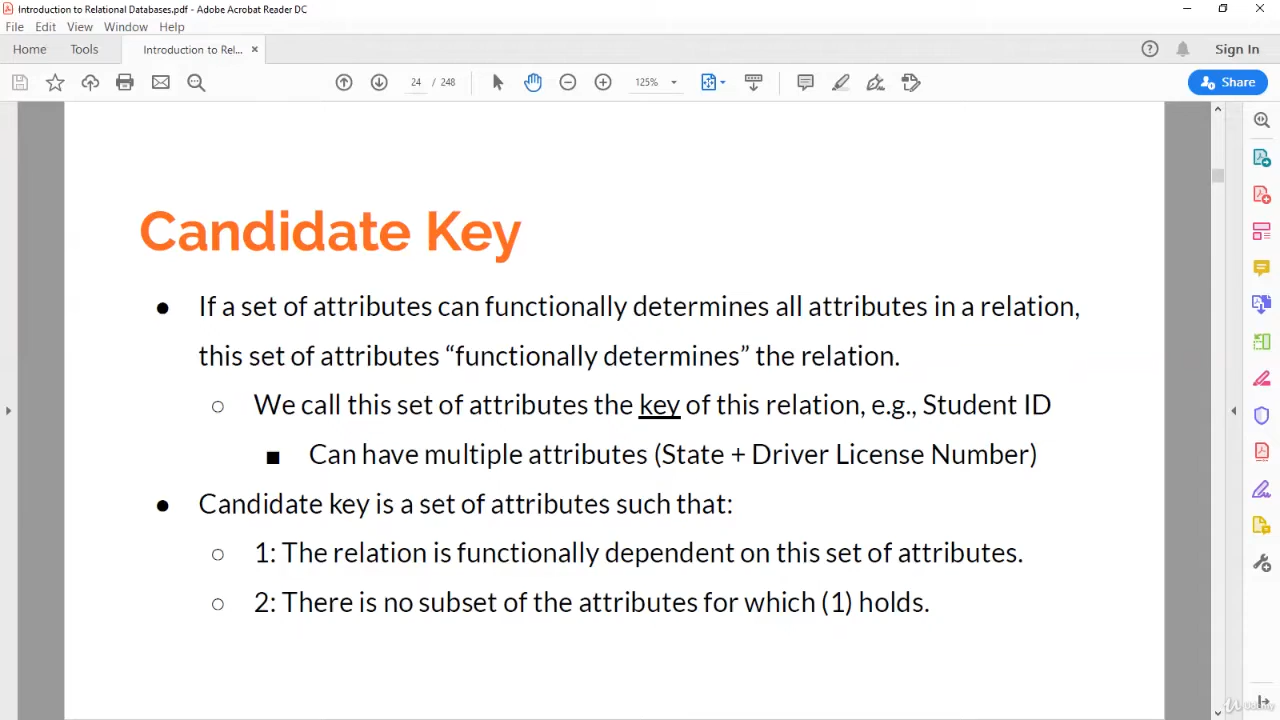 Introduction to Relational Databases.pdf - Adobe Acrobat Reader DC
File Edit View Window Help
Home Tools Introduction to Rel... × Sign In
24 / 248 125% Share
Candidate Key
● If a set of attributes can functionally determines all attributes in a relation,
this set of attributes “functionally determines” the relation.
○ We call this set of attributes the key of this relation, e.g., Student ID
■ Can have multiple attributes (State + Driver License Number)
● Candidate key is a set of attributes such that:
○ 1: The relation is functionally dependent on this set of attributes.
○ 2: There is no subset of the attributes for which (1) holds.
Udemy